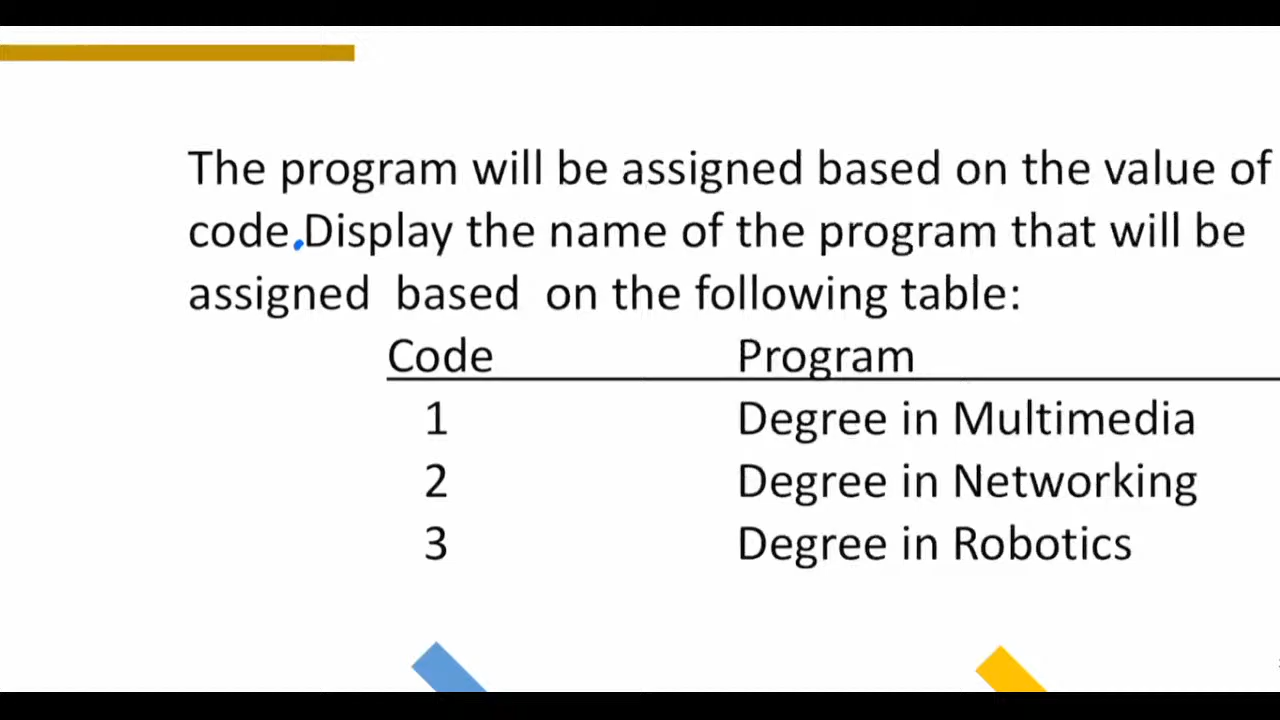 The program will be assigned based on the value of
code.Display the name of the program that will be
assigned based on the following table:
Code Program
1 Degree in Multimedia
2 Degree in Networking
3 Degree in Robotics